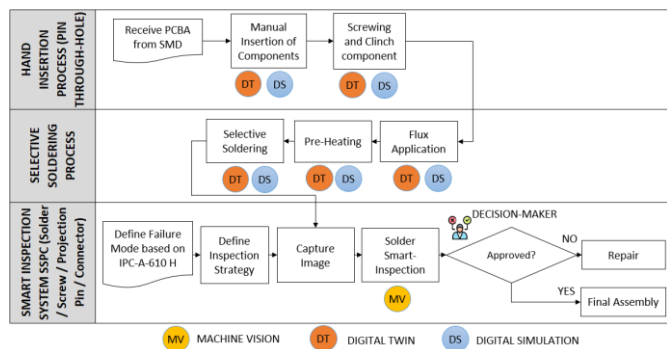 HAND
INSERTION
PROCESS (PIN
THROUGH-HOLE)
Receive PCBA
from SMD
Manual
Insertion of
Components
DT DS
Screwing
and Clinch
component
DT DS
SELECTIVE
SOLDERING
PROCESS
Selective
Soldering
DT DS
Pre-Heating
DT DS
Flux
Application
DT DS
SMART INSPECTION
SYSTEM SSPC (Solder
/ Screw / Projection
Pin / Connector)
Define Failure
Mode based on
IPC-A-610 H
Define
Inspection
Strategy
Capture
Image
Solder
Smart-
Inspection
MV
DECISION-MAKER
Approved?
NO
Repair
YES
Final Assembly
MV MACHINE VISION
DT DIGITAL TWIN
DS DIGITAL SIMULATION